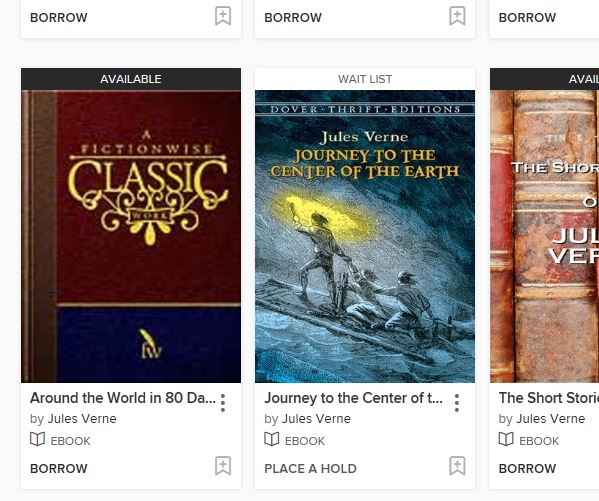 BORROW
BORROW
BORROW
AVAILABLE
A
FICTIONWISE
CLASSIC
WORK
fw
Around the World in 80 Da...
by Jules Verne
EBOOK
BORROW
WAIT LIST
DOVER · THRIFT · EDITIONS
Jules Verne
JOURNEY TO THE
CENTER OF THE EARTH
Journey to the Center of t...
by Jules Verne
EBOOK
PLACE A HOLD
AVAIL
THE SHOR
O
JUL
VER
The Short Storie
by Jules Verne
EBOOK
BORROW